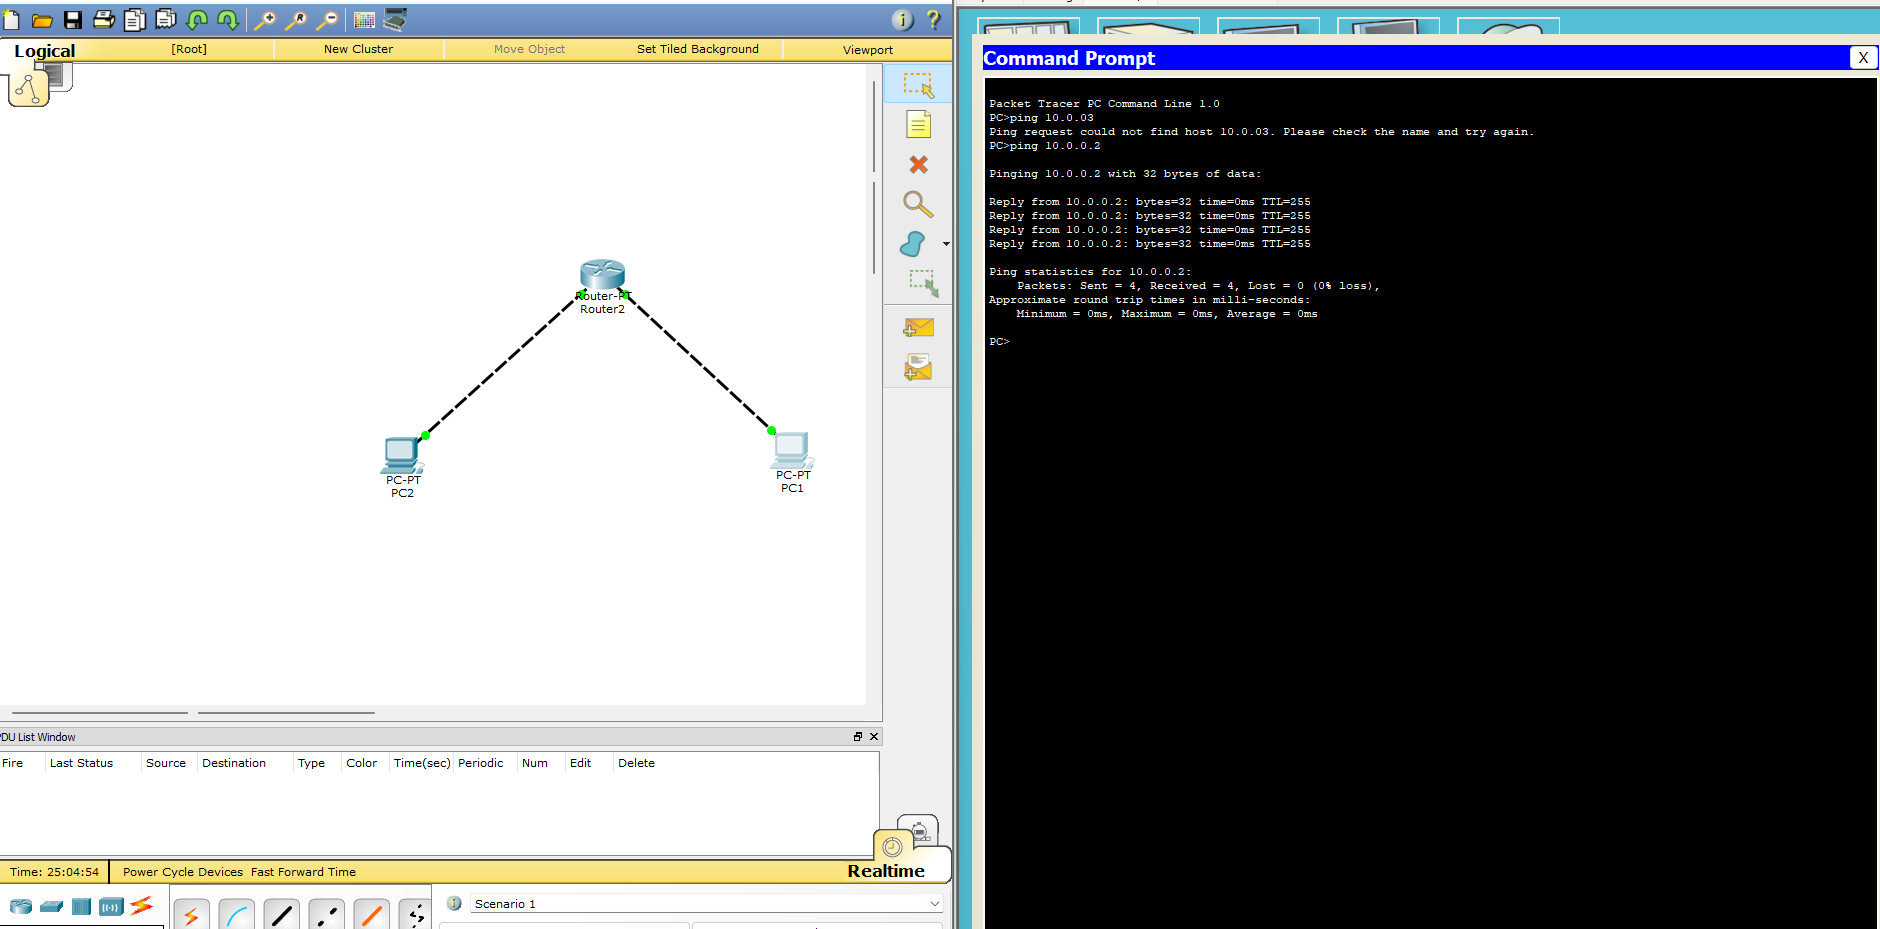 Logical
[Root]
New Cluster
Move Object
Set Tiled Background
Viewport
Router-PT
Router2
PC-PT
PC2
PC-PT
PC1
PDU List Window
Fire Last Status Source Destination Type Color Time(sec) Periodic Num Edit Delete
Time: 25:04:54 Power Cycle Devices Fast Forward Time
Realtime
Scenario 1
Command Prompt
X
Packet Tracer PC Command Line 1.0
PC>ping 10.0.03
Ping request could not find host 10.0.03. Please check the name and try again.
PC>ping 10.0.0.2
Pinging 10.0.0.2 with 32 bytes of data:
Reply from 10.0.0.2: bytes=32 time=0ms TTL=255
Reply from 10.0.0.2: bytes=32 time=0ms TTL=255
Reply from 10.0.0.2: bytes=32 time=0ms TTL=255
Reply from 10.0.0.2: bytes=32 time=0ms TTL=255
Ping statistics for 10.0.0.2:
Packets: Sent = 4, Received = 4, Lost = 0 (0% loss),
Approximate round trip times in milli-seconds:
Minimum = 0ms, Maximum = 0ms, Average = 0ms
PC>